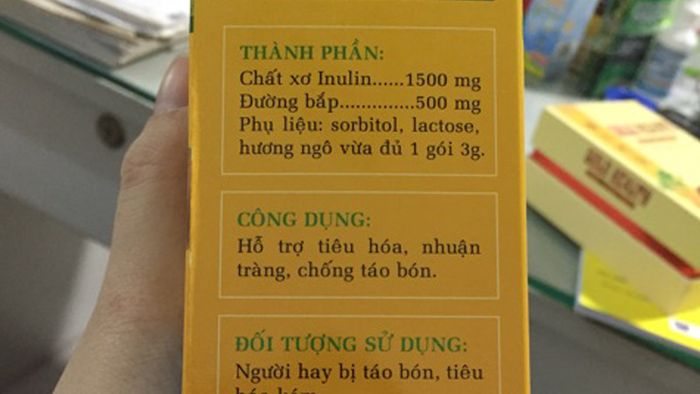 THÀNH PHẦN:
Chất xơ Inulin......1500 mg
Đường bắp..............500 mg
Phụ liệu: sorbitol, lactose,
hương ngô vừa đủ 1 gói 3g.
CÔNG DỤNG:
Hỗ trợ tiêu hóa, nhuận
tràng, chống táo bón.
ĐỐI TƯỢNG SỬ DỤNG:
Người hay bị táo bón, tiêu